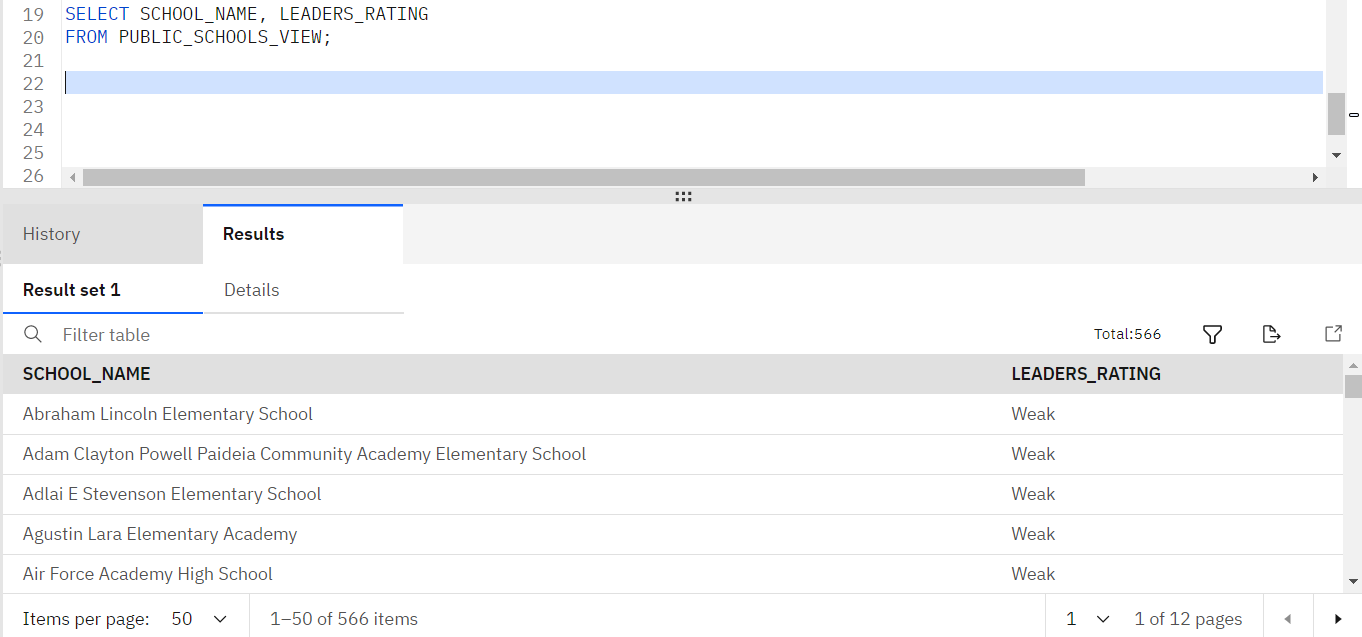 19 SELECT SCHOOL_NAME, LEADERS_RATING
20 FROM PUBLIC_SCHOOLS_VIEW;
21
22
23
24
25
26
History Results
Result set 1 Details
Filter table Total:566
SCHOOL_NAME LEADERS_RATING
Abraham Lincoln Elementary School Weak
Adam Clayton Powell Paideia Community Academy Elementary School Weak
Adlai E Stevenson Elementary School Weak
Agustin Lara Elementary Academy Weak
Air Force Academy High School Weak
Items per page: 50 1–50 of 566 items 1 1 of 12 pages